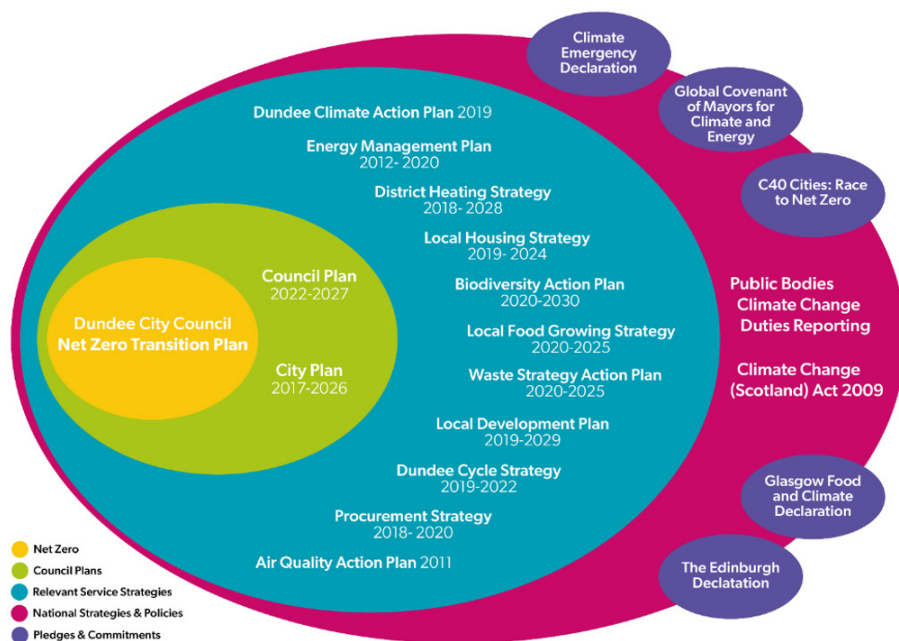 Climate
Emergency
Declaration
Global Covenant
of Mayors for
Climate and
Energy
C40 Cities: Race
to Net Zero
Dundee Climate Action Plan 2019
Energy Management Plan
2012- 2020
District Heating Strategy
2018- 2028
Local Housing Strategy
2019- 2024
Biodiversity Action Plan
2020-2030
Local Food Growing Strategy
2020-2025
Waste Strategy Action Plan
2020-2025
Local Development Plan
2019-2029
Dundee Cycle Strategy
2019-2022
Procurement Strategy
2018- 2020
Air Quality Action Plan 2011
Council Plan
2022-2027
City Plan
2017-2026
Dundee City Council
Net Zero Transition Plan
Public Bodies
Climate Change
Duties Reporting
Climate Change
(Scotland) Act 2009
Glasgow Food
and Climate
Declaration
The Edinburgh
Declatation
Net Zero
Council Plans
Relevant Service Strategies
National Strategies & Policies
Pledges & Commitments